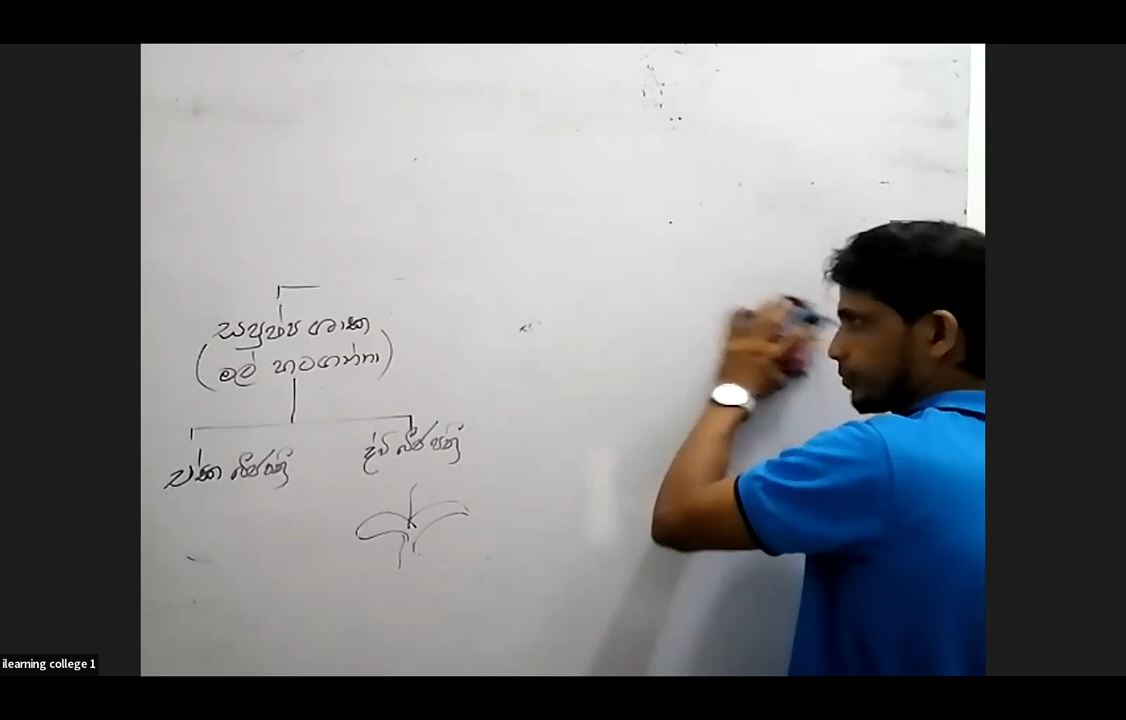 සපුෂ්ප ශාක
(මල් හටගන්නා)
ඒක බීජපත්‍රී
ද්වි බීජපත්‍රී
ilearning college 1